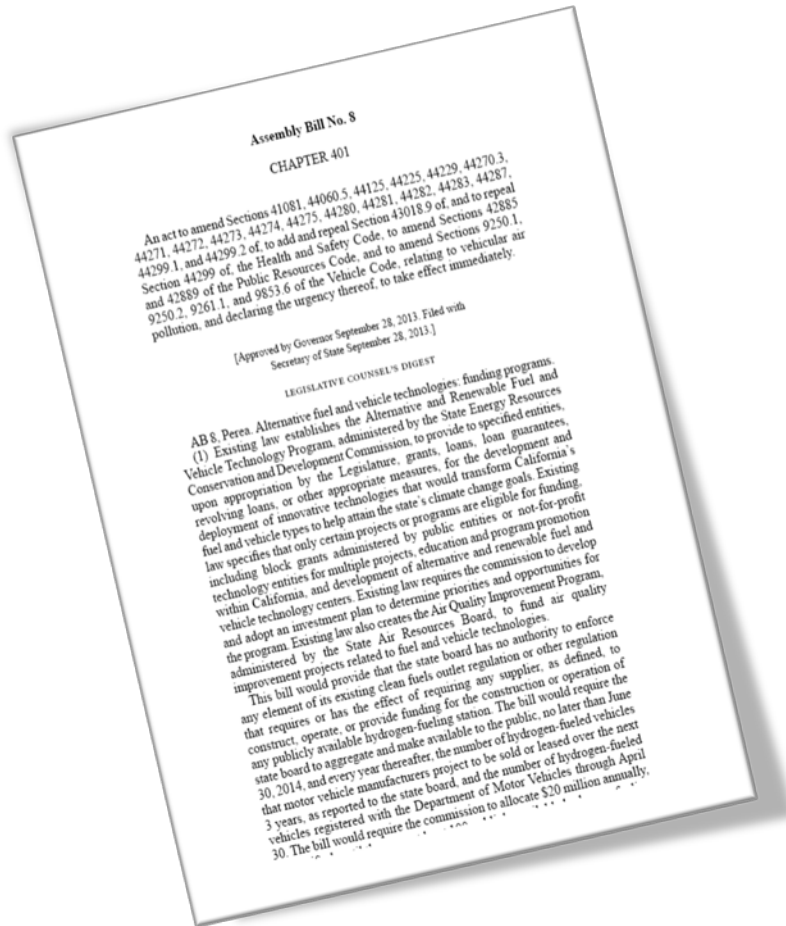 Assembly Bill No. 8
CHAPTER 401
An act to amend Sections 41081, 44060.5, 44125, 44225, 44229, 44270.3,
44271, 44272, 44273, 44274, 44275, 44280, 44281, 44282, 44283, 44287,
44299.1, and 44299.2 of, to add and repeal Section 43018.9 of, and to repeal
Section 44299 of, the Health and Safety Code, to amend Sections 42885
and 42889 of the Public Resources Code, and to amend Sections 9250.1,
9250.2, 9261.1, and 9853.6 of the Vehicle Code, relating to vehicular air
pollution, and declaring the urgency thereof, to take effect immediately.
[Approved by Governor September 28, 2013. Filed with
Secretary of State September 28, 2013.]
LEGISLATIVE COUNSEL'S DIGEST
AB 8, Perea. Alternative fuel and vehicle technologies: funding programs.
(1) Existing law establishes the Alternative and Renewable Fuel and
Vehicle Technology Program, administered by the State Energy Resources
Conservation and Development Commission, to provide to specified entities,
upon appropriation by the Legislature, grants, loans, loan guarantees,
revolving loans, or other appropriate measures, for the development and
deployment of innovative technologies that would transform California's
fuel and vehicle types to help attain the state's climate change goals. Existing
law specifies that only certain projects or programs are eligible for funding,
including block grants administered by public entities or not-for-profit
technology entities for multiple projects, education and program promotion
within California, and development of alternative and renewable fuel and
vehicle technology centers. Existing law requires the commission to develop
and adopt an investment plan to determine priorities and opportunities for
the program. Existing law also creates the Air Quality Improvement Program,
administered by the State Air Resources Board, to fund air quality
improvement projects related to fuel and vehicle technologies.
This bill would provide that the state board has no authority to enforce
any element of its existing clean fuels outlet regulation or other regulation
that requires or has the effect of requiring any supplier, as defined, to
construct, operate, or provide funding for the construction or operation of
any publicly available hydrogen-fueling station. The bill would require the
state board to aggregate and make available to the public, no later than June
30, 2014, and every year thereafter, the number of hydrogen-fueled vehicles
that motor vehicle manufacturers project to be sold or leased over the next
3 years, as reported to the state board, and the number of hydrogen-fueled
vehicles registered with the Department of Motor Vehicles through April
30. The bill would require the commission to allocate $20 million annually,